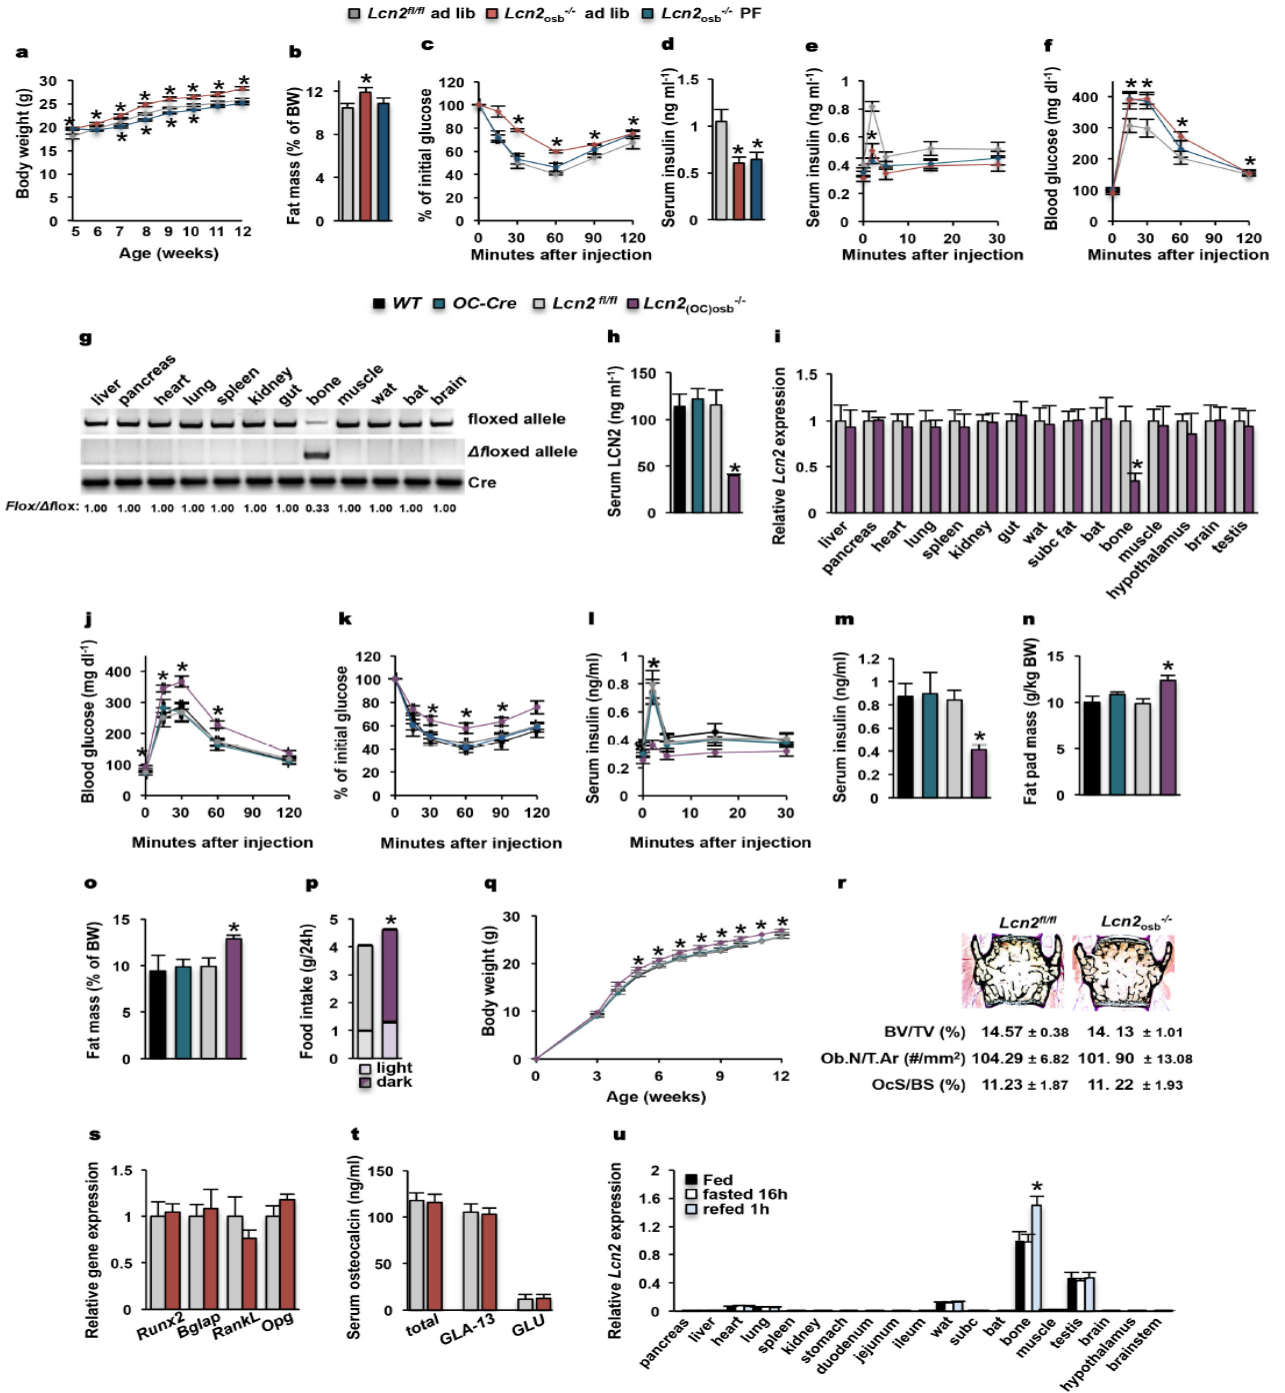 Lcn2fl/fl ad lib Lcn2osb-/- ad lib Lcn2osb-/- PF
a
Body weight (g)
30
25
20
15
10
5
0
5 6 7 8 9 10 11 12
Age (weeks)
* * * * * * * *
* * * *
b
Fat mass (% of BW)
12
8
4
0
*
c
% of initial glucose
120
100
80
60
40
20
0
0 30 60 90 120
Minutes after injection
* * * *
d
Serum insulin (ng ml-1)
1.5
1
0.5
0
* *
e
Serum insulin (ng ml-1)
1
0.8
0.6
0.4
0.2
0
0 10 20 30
Minutes after injection
*
f
Blood glucose (mg dl-1)
400
300
200
100
0
0 30 60 90 120
Minutes after injection
* * * *
WT OC-Cre Lcn2 fl/fl Lcn2(OC)osb-/-
g
liver pancreas heart lung spleen kidney gut bone muscle wat bat brain
floxed allele
Δfloxed allele
Cre
Flox/Δflox: 1.00 1.00 1.00 1.00 1.00 1.00 1.00 0.33 1.00 1.00 1.00 1.00
h
Serum LCN2 (ng ml-1)
150
100
50
0
*
i
Relative Lcn2 expression
1.5
1
0.5
0
*
liver pancreas heart lung spleen kidney gut wat subc fat bat bone muscle hypothalamus brain testis
j
Blood glucose (mg dl-1)
400
300
200
100
0
0 30 60 90 120
Minutes after injection
* * * *
k
% of initial glucose
120
100
80
60
40
20
0
0 30 60 90 120
Minutes after injection
* * *
l
Serum insulin (ng/ml)
1
0.8
0.6
0.4
0.2
0
0 10 20 30
Minutes after injection
* *
m
Serum insulin (ng/ml)
1.2
1
0.8
0.6
0.4
0.2
0
*
n
Fat pad mass (g/kg BW)
15
10
5
0
*
o
Fat mass (% of BW)
15
10
5
0
*
p
Food intake (g/24h)
5
4
3
2
1
0
*
light
dark
q
Body weight (g)
30
20
10
0
0 3 6 9 12
Age (weeks)
* * * * * * * *
r
Lcn2fl/fl Lcn2osb-/-
BV/TV (%) 14.57 ± 0.38 14. 13 ± 1.01
Ob.N/T.Ar (#/mm2) 104.29 ± 6.82 101. 90 ± 13.08
OcS/BS (%) 11.23 ± 1.87 11. 22 ± 1.93
s
Relative gene expression
1.5
1
0.5
0
Runx2 Bglap RankL Opg
t
Serum osteocalcin (ng/ml)
150
100
50
0
total GLA-13 GLU
u
Relative Lcn2 expression
2
1.6
1.2
0.8
0.4
0
Fed
fasted 16h
refed 1h
*
pancreas liver heart lung spleen kidney stomach duodenum jejunum ileum wat subc bat bone muscle testis brain hypothalamus brainstem